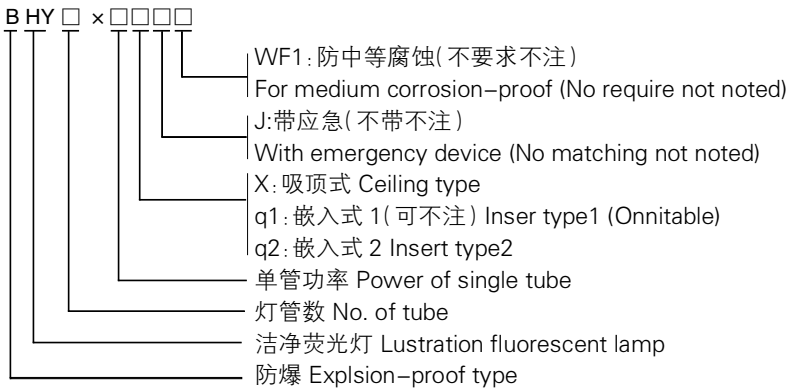 B HY □ ×□□□□
WF1:防中等腐蚀(不要求不注)
For medium corrosion-proof (No require not noted)
J:带应急(不带不注)
With emergency device (No matching not noted)
X:吸顶式 Ceiling type
q1:嵌入式 1(可不注) Inser type1 (Onnitable)
q2:嵌入式 2 Insert type2
单管功率 Power of single tube
灯管数 No. of tube
洁净荧光灯 Lustration fluorescent lamp
防爆 Explsion-proof type